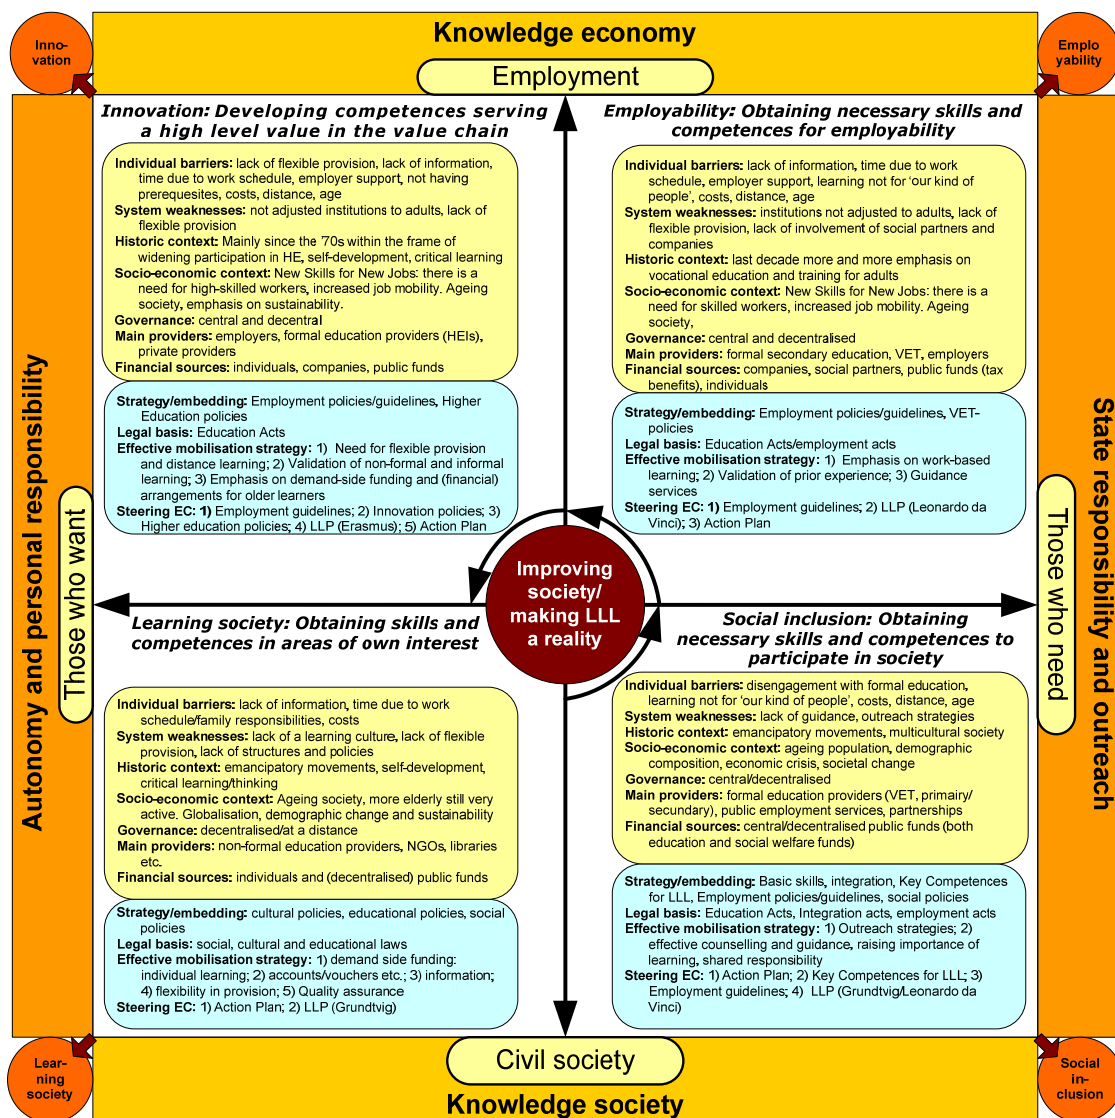 Inno-
vation
Knowledge economy
Employment
Emplo
yability
Innovation: Developing competences serving
a high level value in the value chain
Individual barriers: lack of flexible provision, lack of information,
time due to work schedule, employer support, not having
prerequesites, costs, distance, age
System weaknesses: not adjusted institutions to adults, lack of
flexible provision
Historic context: Mainly since the '70s within the frame of
widening participation in HE, self-development, critical learning
Socio-economic context: New Skills for New Jobs: there is a
need for high-skilled workers, increased job mobility. Ageing
society, emphasis on sustainability.
Governance: central and decentral
Main providers: employers, formal education providers (HEIs),
private providers
Financial sources: individuals, companies, public funds
Strategy/embedding: Employment policies/guidelines, Higher
Education policies
Legal basis: Education Acts
Effective mobilisation strategy: 1) Need for flexible provision
and distance learning; 2) Validation of non-formal and informal
learning; 3) Emphasis on demand-side funding and (financial)
arrangements for older learners
Steering EC: 1) Employment guidelines; 2) Innovation policies; 3)
Higher education policies; 4) LLP (Erasmus); 5) Action Plan
Employability: Obtaining necessary skills and
competences for employability
Individual barriers: lack of information, time due to work
schedule, employer support, learning not for 'our kind of
people', costs, distance, age
System weaknesses: institutions not adjusted to adults, lack of
flexible provision, lack of involvement of social partners and
companies
Historic context: last decade more and more emphasis on
vocational education and training for adults
Socio-economic context: New Skills for New Jobs: there is a
need for skilled workers, increased job mobility. Ageing
society,
Governance: central and decentralised
Main providers: formal secondary education, VET, employers
Financial sources: companies, social partners, public funds (tax
benefits), individuals
Strategy/embedding: Employment policies/guidelines, VET-
policies
Legal basis: Education Acts/employment acts
Effective mobilisation strategy: 1) Emphasis on work-based
learning; 2) Validation of prior experience; 3) Guidance
services
Steering EC: 1) Employment guidelines; 2) LLP (Leonardo da
Vinci); 3) Action Plan
Autonomy and personal responsibility
Those who want
Improving
society/
making LLL
a reality
Those who need
State responsibility and outreach
Learning society: Obtaining skills and
competences in areas of own interest
Individual barriers: lack of information, time due to work
schedule/family responsibilities, costs
System weaknesses: lack of a learning culture, lack of flexible
provision, lack of structures and policies
Historic context: emancipatory movements, self-development,
critical learning/thinking
Socio-economic context: Ageing society, more elderly still very
active. Globalisation, demographic change and sustainability
Governance: decentralised/at a distance
Main providers: non-formal education providers, NGOs, libraries
etc.
Financial sources: individuals and (decentralised) public funds
Strategy/embedding: cultural policies, educational policies, social
policies
Legal basis: social, cultural and educational laws
Effective mobilisation strategy: 1) demand side funding:
individual learning; 2) accounts/vouchers etc.; 3) information;
4) flexibility in provision; 5) Quality assurance
Steering EC: 1) Action Plan; 2) LLP (Grundtvig)
Social inclusion: Obtaining
necessary skills and competences to
participate in society
Individual barriers: disengagement with formal education,
learning not for 'our kind of people', costs, distance, age
System weaknesses: lack of guidance, outreach strategies
Historic context: emancipatory movements, multicultural society
Socio-economic context: ageing population, demographic
composition, economic crisis, societal change
Governance: central/decentralised
Main providers: formal education providers (VET, primairy/
secundary), public employment services, partnerships
Financial sources: central/decentralised public funds (both
education and social welfare funds)
Strategy/embedding: Basic skills, integration, Key Competences
for LLL, Employment policies/guidelines, social policies
Legal basis: Education Acts, Integration acts, employment acts
Effective mobilisation strategy: 1) Outreach strategies; 2)
effective counselling and guidance, raising importance of
learning, shared responsibility
Steering EC: 1) Action Plan; 2) Key Competences for LLL; 3)
Employment guidelines; 4) LLP (Grundtvig/Leonardo da
Vinci)
Lear-
ning
society
Civil society
Knowledge society
Social
in-
clusion